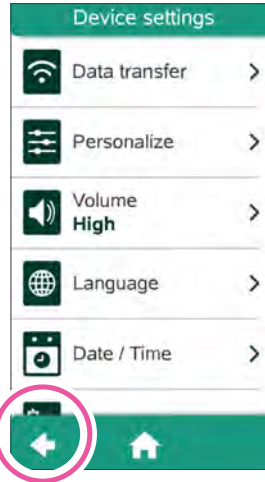 Device settings
Data transfer
Personalize
Volume
High
Language
Date / Time